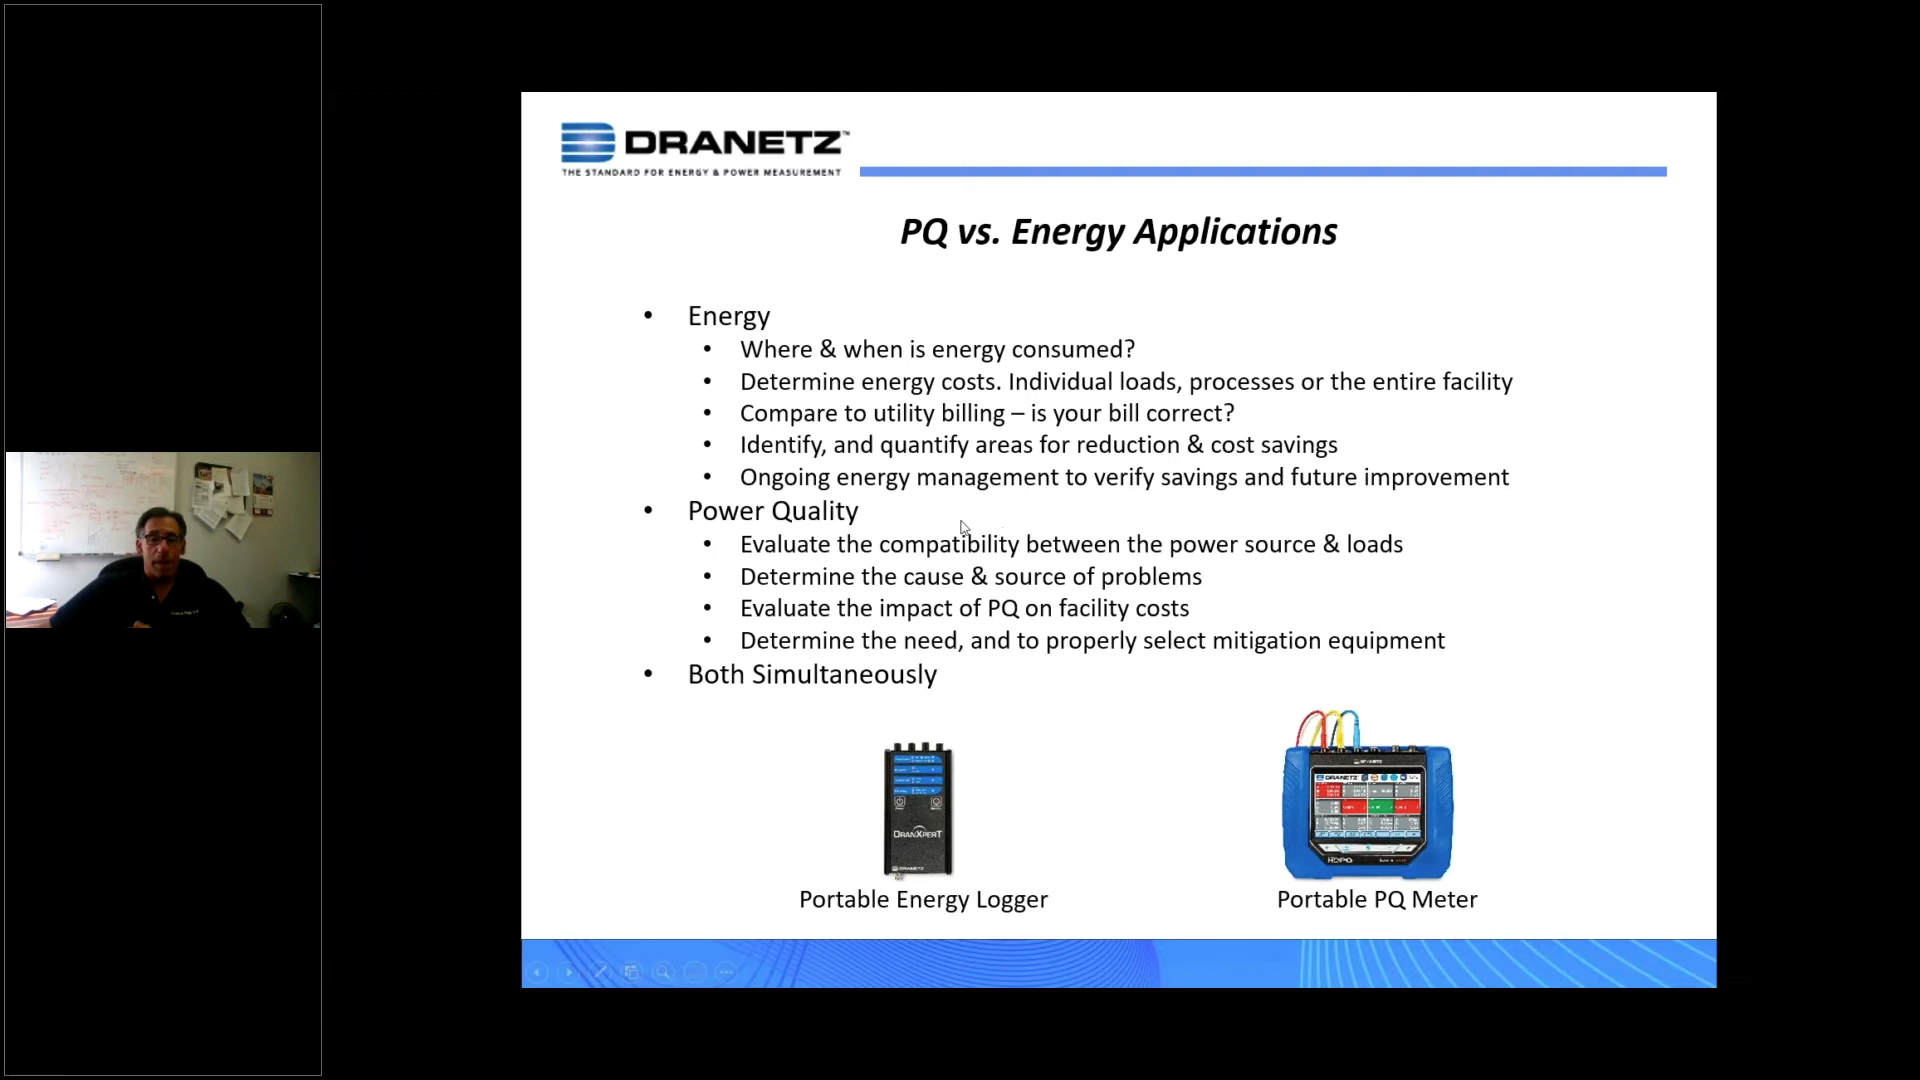 DRANETZ™
THE STANDARD FOR ENERGY & POWER MEASUREMENT
PQ vs. Energy Applications
• Energy
• Where & when is energy consumed?
• Determine energy costs. Individual loads, processes or the entire facility
• Compare to utility billing – is your bill correct?
• Identify, and quantify areas for reduction & cost savings
• Ongoing energy management to verify savings and future improvement
• Power Quality
• Evaluate the compatibility between the power source & loads
• Determine the cause & source of problems
• Evaluate the impact of PQ on facility costs
• Determine the need, and to properly select mitigation equipment
• Both Simultaneously
DRANXPERT
DRANETZ
DRANETZ
DRANETZ
HDPQ
Portable Energy Logger
Portable PQ Meter